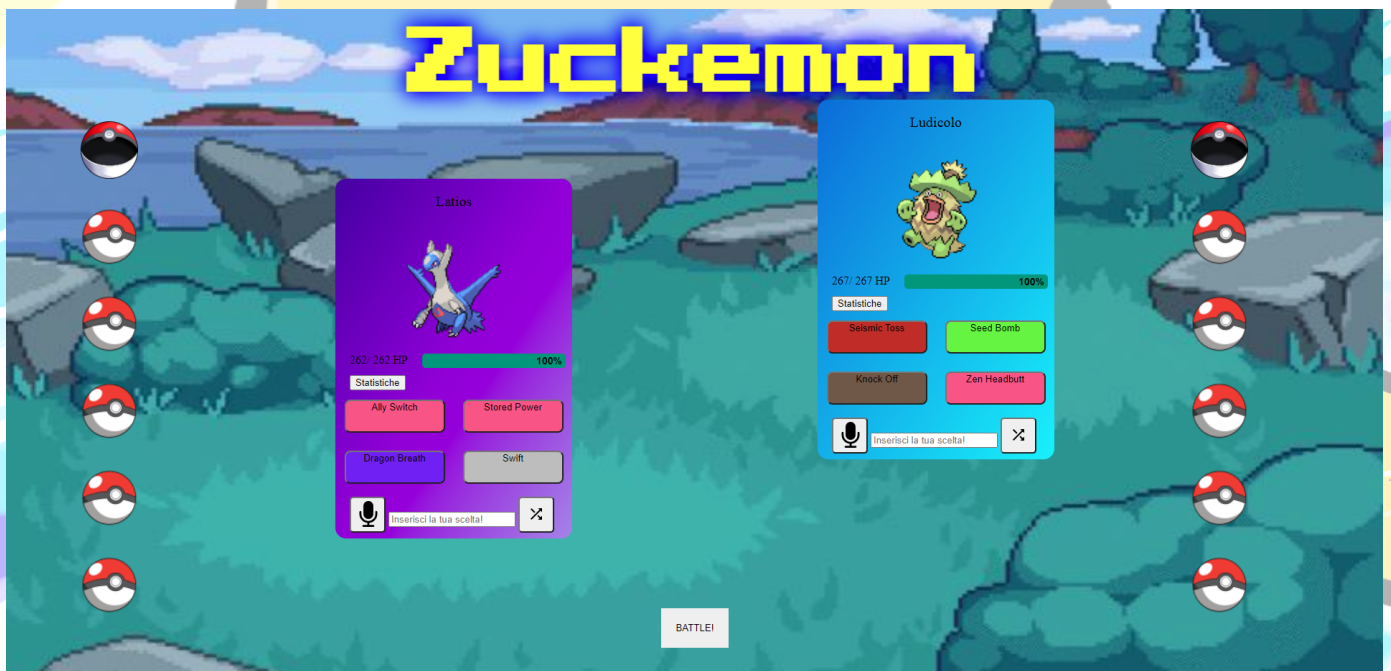 Zuckemon
Latios
262/ 262 HP
100%
Statistiche
Ally Switch
Stored Power
Dragon Breath
Swift
Inserisci la tua scelta!
Ludicolo
267/ 267 HP
100%
Statistiche
Seismic Toss
Seed Bomb
Knock Off
Zen Headbutt
Inserisci la tua scelta!
BATTLE!